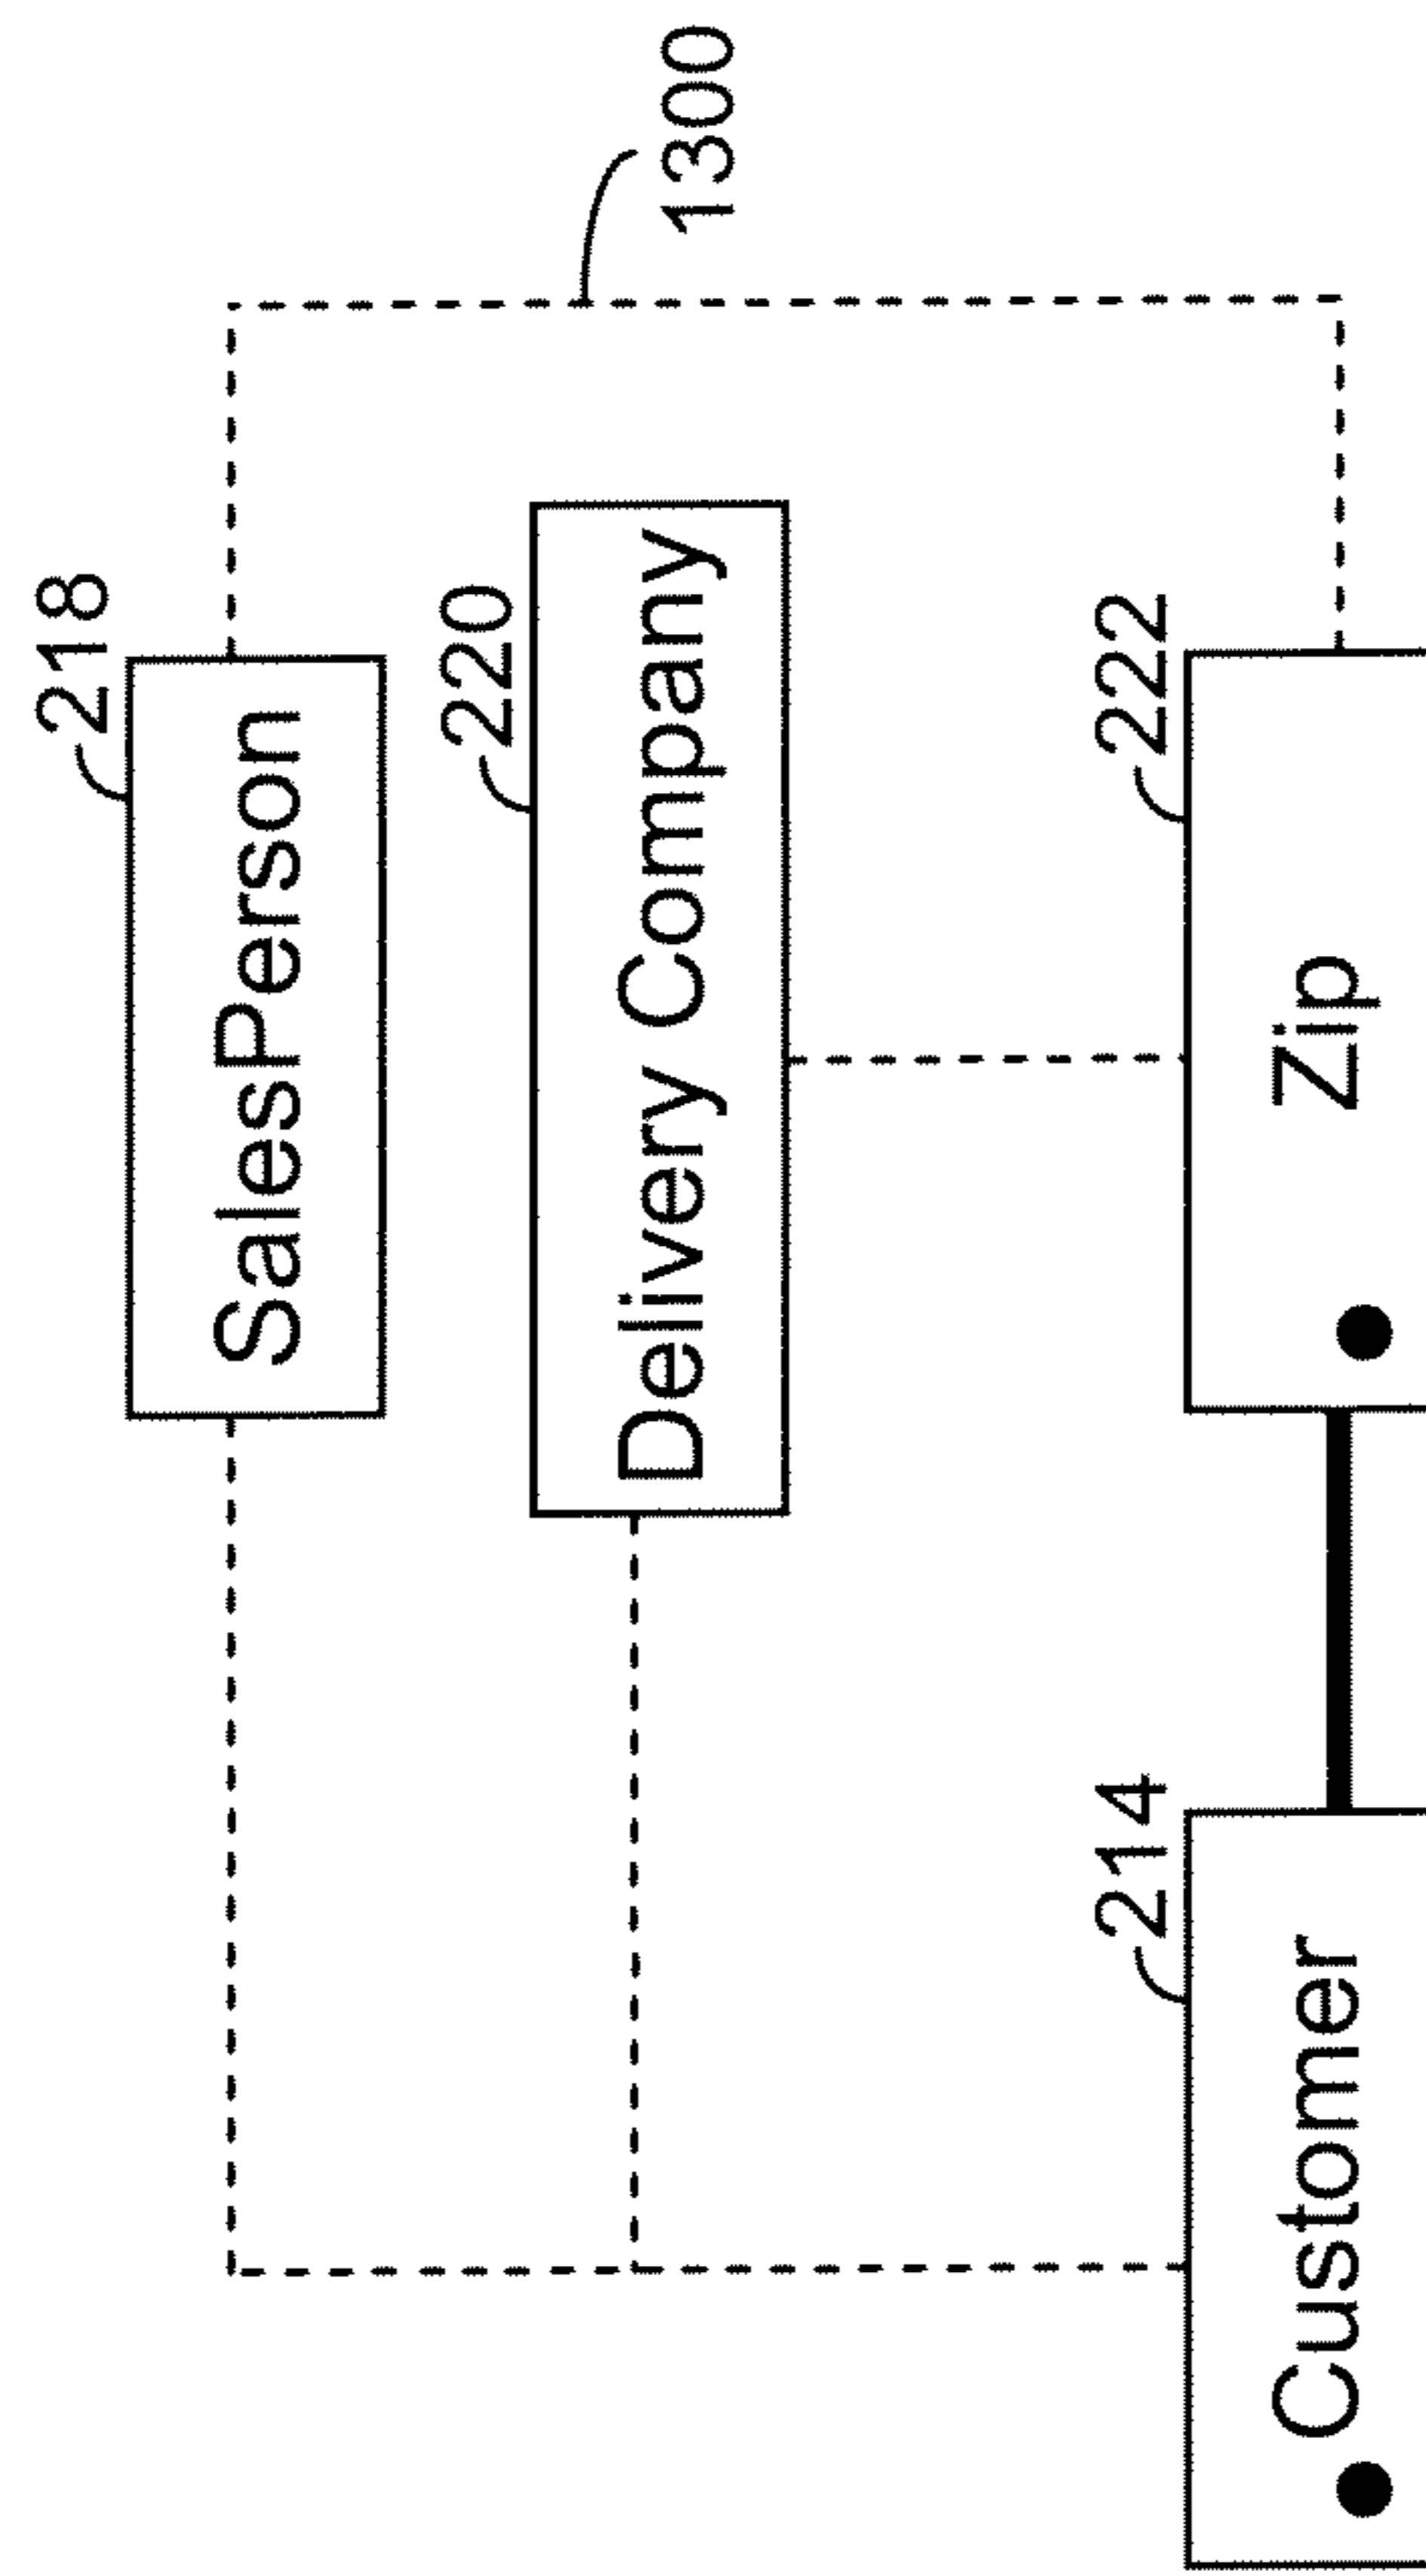 218
SalesPerson
1300
220
Delivery Company
214
222
Customer
Zip